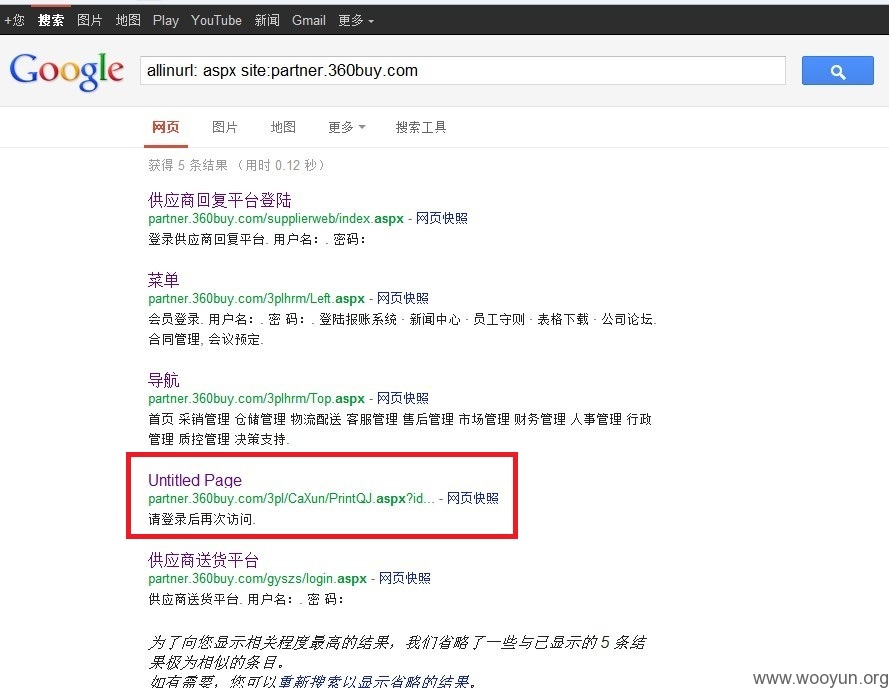 +您 搜索 图片 地图 Play YouTube 新闻 Gmail 更多
Google allinurl: aspx site:partner.360buy.com
网页 图片 地图 更多 搜索工具
获得 5 条结果 （用时 0.12 秒）
供应商回复平台登陆
partner.360buy.com/supplierweb/index.aspx - 网页快照
登录供应商回复平台. 用户名: . 密码:
菜单
partner.360buy.com/3plhrm/Left.aspx - 网页快照
会员登录. 用户名: . 密 码: . 登陆报账系统 · 新闻中心 · 员工守则 · 表格下载 · 公司论坛.
合同管理, 会议预定.
导航
partner.360buy.com/3plhrm/Top.aspx - 网页快照
首页 采销管理 仓储管理 物流配送 客服管理 售后管理 市场管理 财务管理 人事管理 行政
管理 质控管理 决策支持.
Untitled Page
partner.360buy.com/3pl/CaXun/PrintQJ.aspx?id... - 网页快照
请登录后再次访问.
供应商送货平台
partner.360buy.com/gyszs/login.aspx - 网页快照
供应商送货平台. 用户名: . 密 码:
为了向您显示相关程度最高的结果，我们省略了一些与已显示的 5 条结
果极为相似的条目。
如有需要，您可以重新搜索以显示省略的结果。
www.wooyun.org